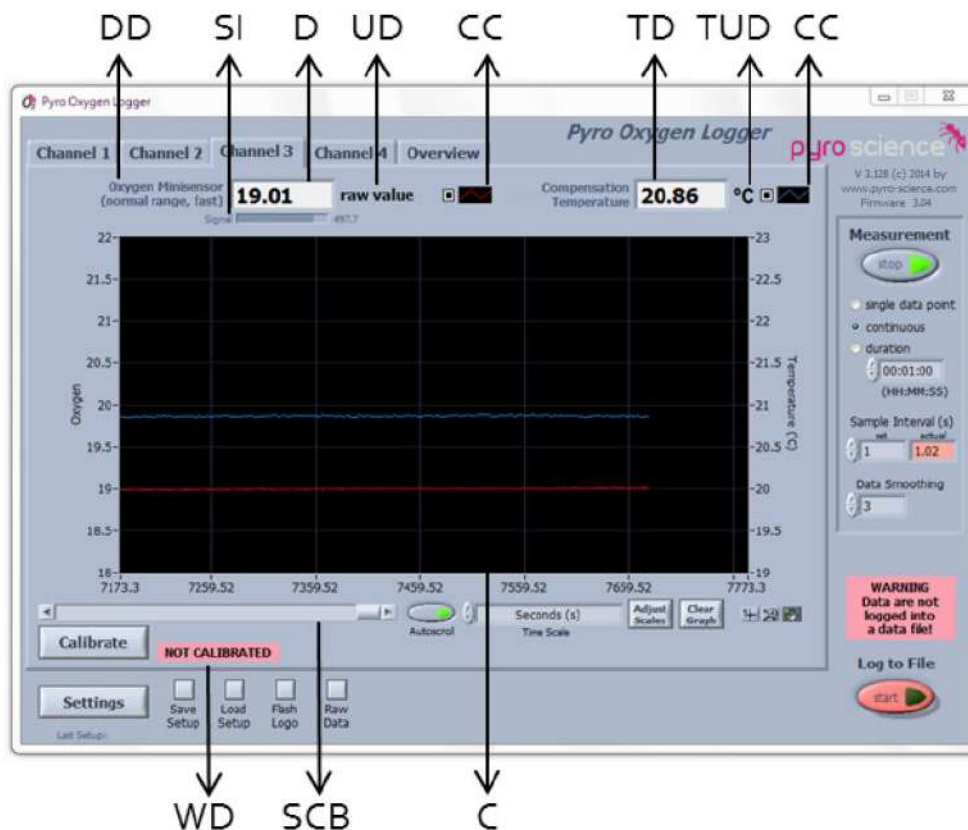 DD SI D UD CC TD TUD CC
Pyro Oxygen Logger
Pyro Oxygen Logger
pyro science
Channel 1 Channel 2 Channel 3 Channel 4 Overview
V 3.128 (c) 2014 by
www.pyro-science.com
Firmware 3.04
Oxygen Minisensor
(normal range, fast)
19.01 raw value
Compensation
Temperature
20.86 °C
Signal 497.7
Measurement
stop
single data point
continuous
duration
00:01:00
(HH:MM:SS)
Sample Interval (s)
set actual
1 1.02
Data Smoothing
3
22
21.5
21
20.5
20
19.5
19
18.5
18
Oxygen
23
22.5
22
21.5
21
20.5
20
19.5
19
Temperature (C)
7173.3 7259.52 7359.52 7459.52 7559.52 7659.52 7773.3
Autoscrol
Seconds (s)
Time Scale
Adjust
Scales
Clear
Graph
WARNING
Data are not
logged into
a data file!
Calibrate
NOT CALIBRATED
Log to File
start
Settings
Save
Setup
Load
Setup
Flash
Logo
Raw
Data
Last Setup:
WD SCB C